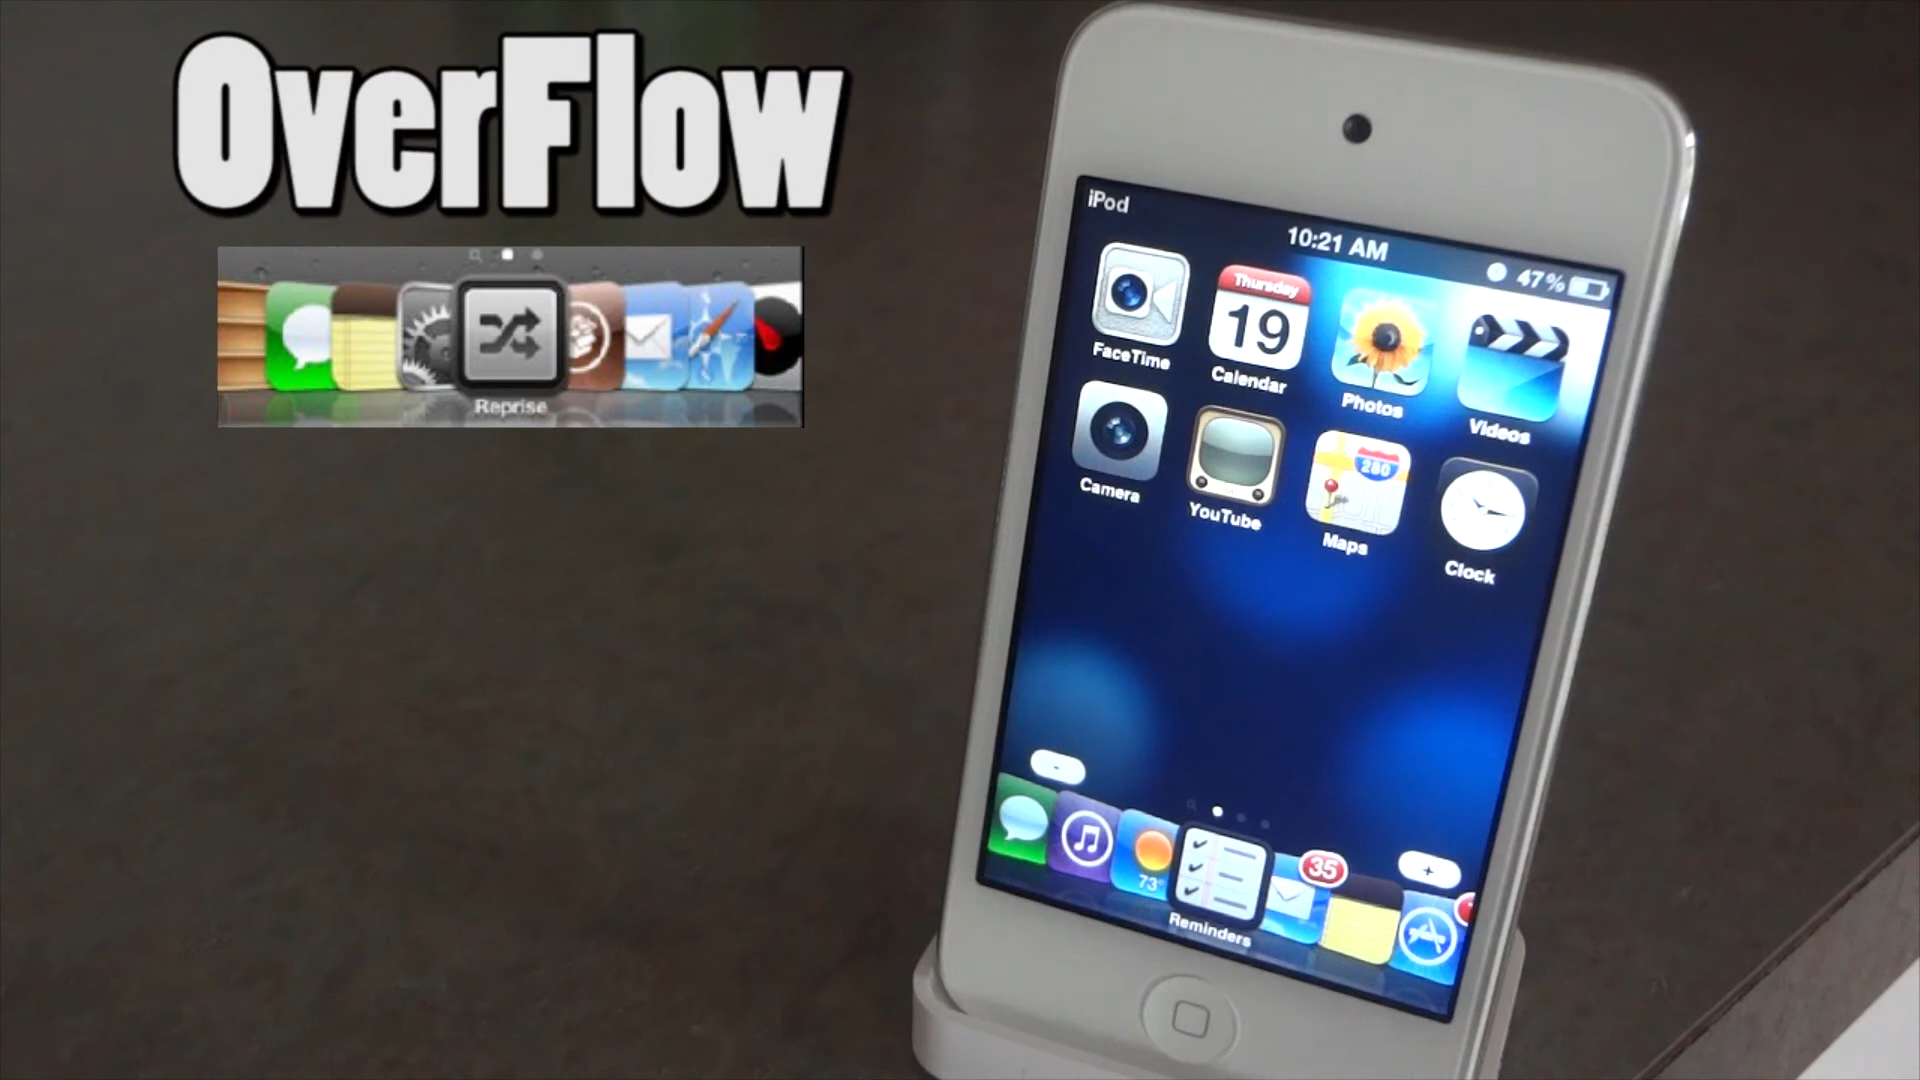 OverFlow
Reprise
iPod
10:21 AM
47%
FaceTime
Thursday
19
Calendar
Photos
Videos
Camera
YouTube
280
Maps
Clock
-
+
73°
35
Reminders